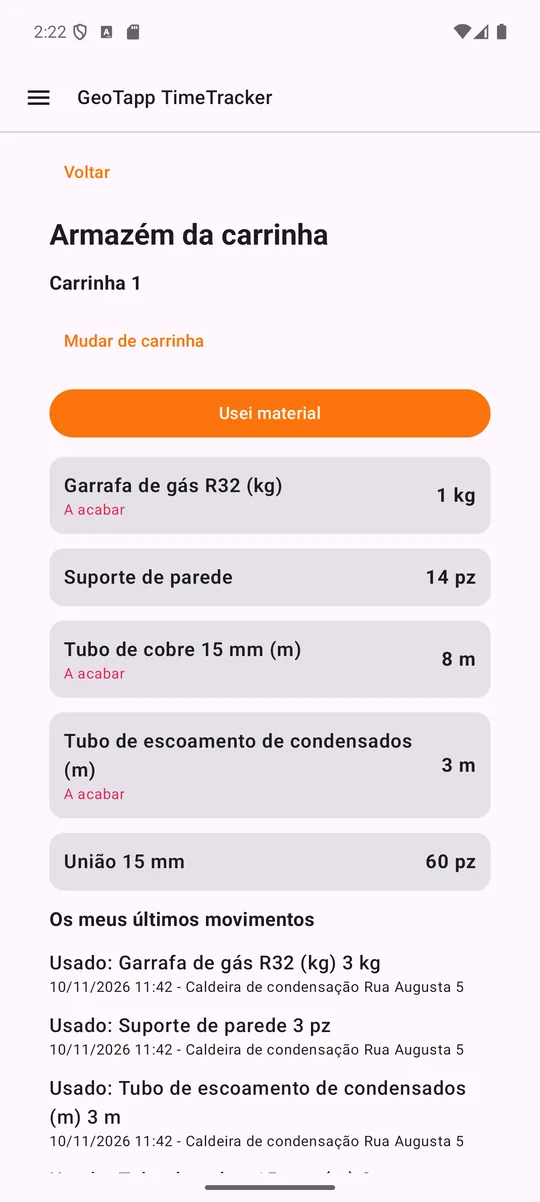 2:22
GeoTapp TimeTracker
Voltar
Armazém da carrinha
Carrinha 1
Mudar de carrinha
Usei material
Garrafa de gás R32 (kg)
A acabar
1 kg
Suporte de parede
14 pz
Tubo de cobre 15 mm (m)
A acabar
8 m
Tubo de escoamento de condensados
(m)
A acabar
3 m
União 15 mm
60 pz
Os meus últimos movimentos
Usado: Garrafa de gás R32 (kg) 3 kg
10/11/2026 11:42 - Caldeira de condensação Rua Augusta 5
Usado: Suporte de parede 3 pz
10/11/2026 11:42 - Caldeira de condensação Rua Augusta 5
Usado: Tubo de escoamento de condensados
(m) 3 m
10/11/2026 11:42 - Caldeira de condensação Rua Augusta 5